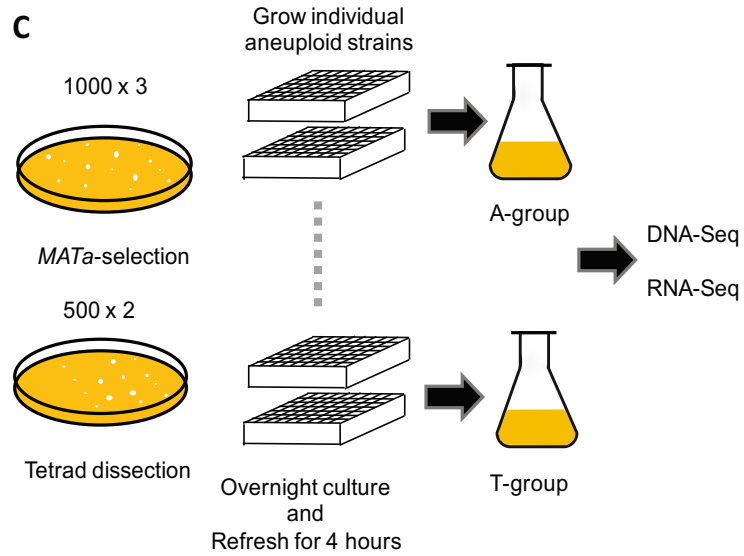 C
Grow individual
aneuploid strains
1000 x 3
MATa-selection
A-group
DNA-Seq
RNA-Seq
500 x 2
Tetrad dissection
Overnight culture
and
Refresh for 4 hours
T-group